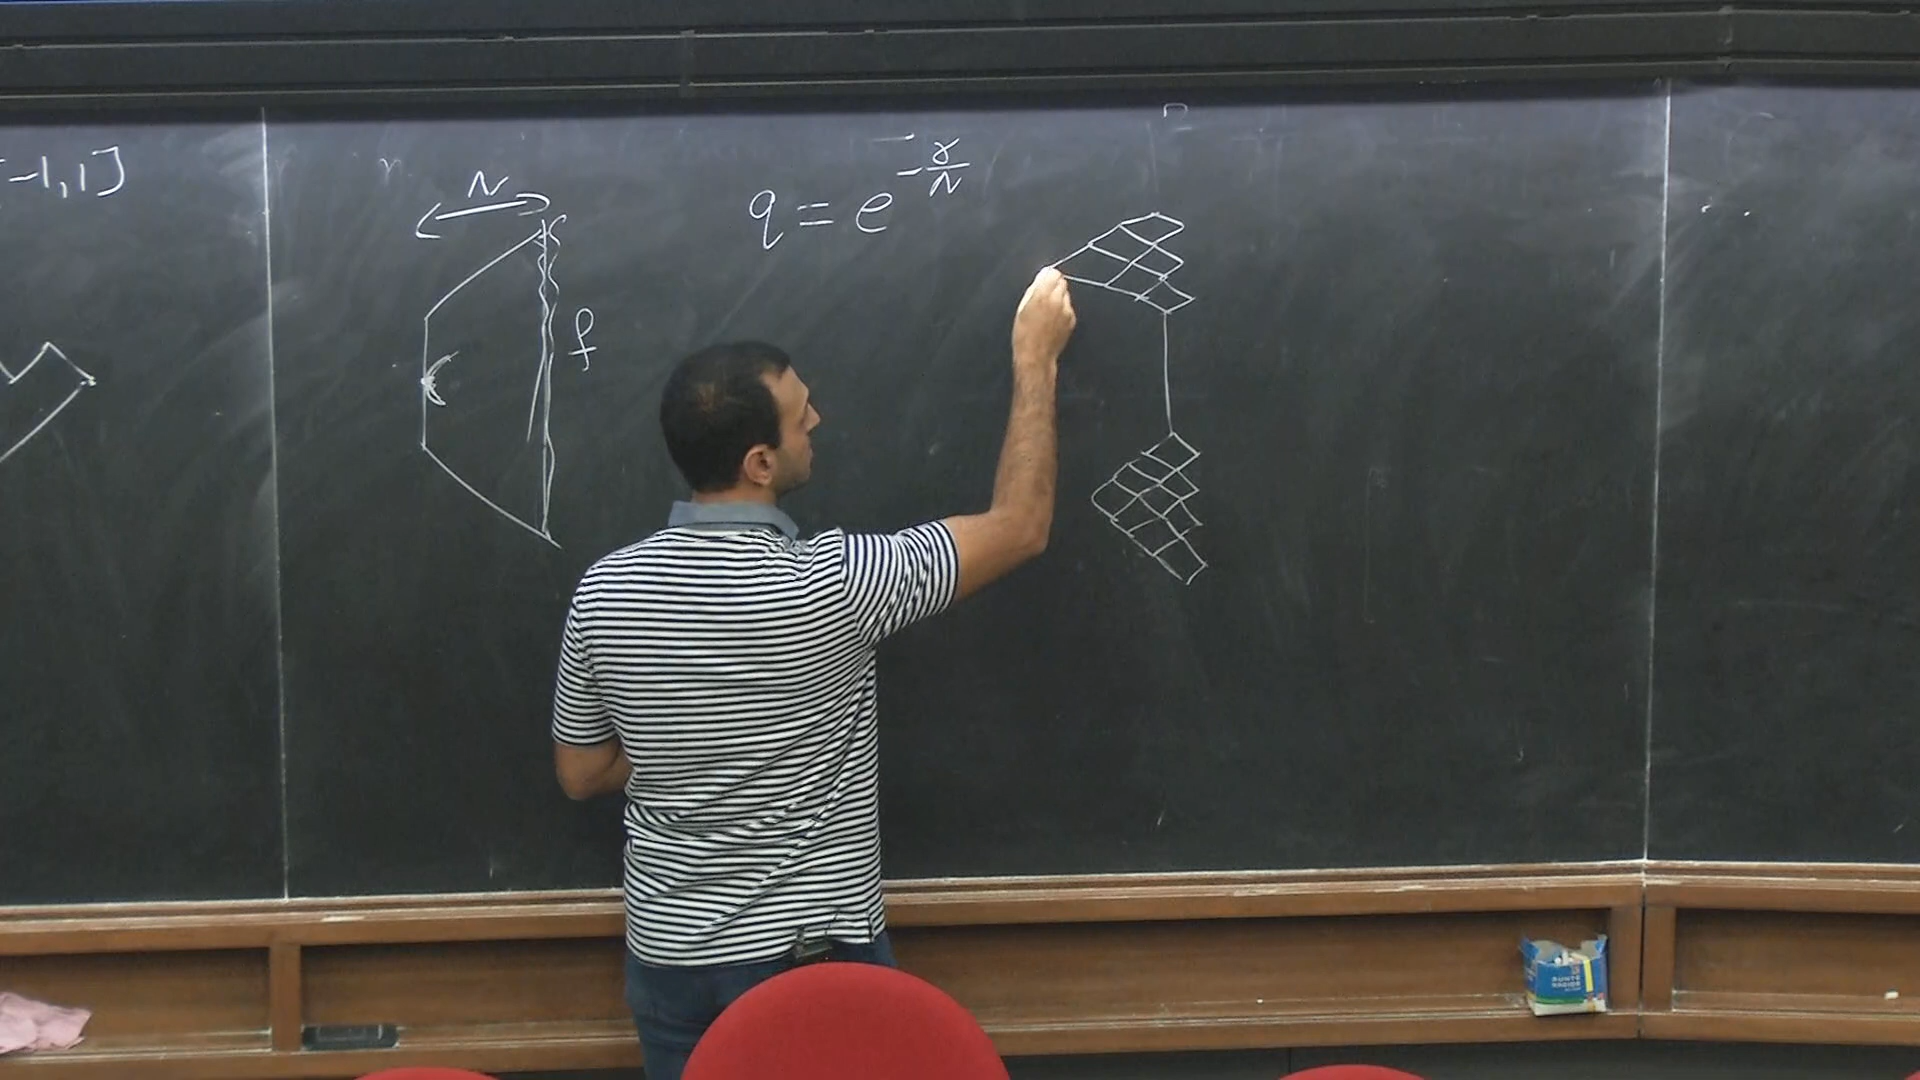 -1,1]
N
q = e^{-γ/N}
f